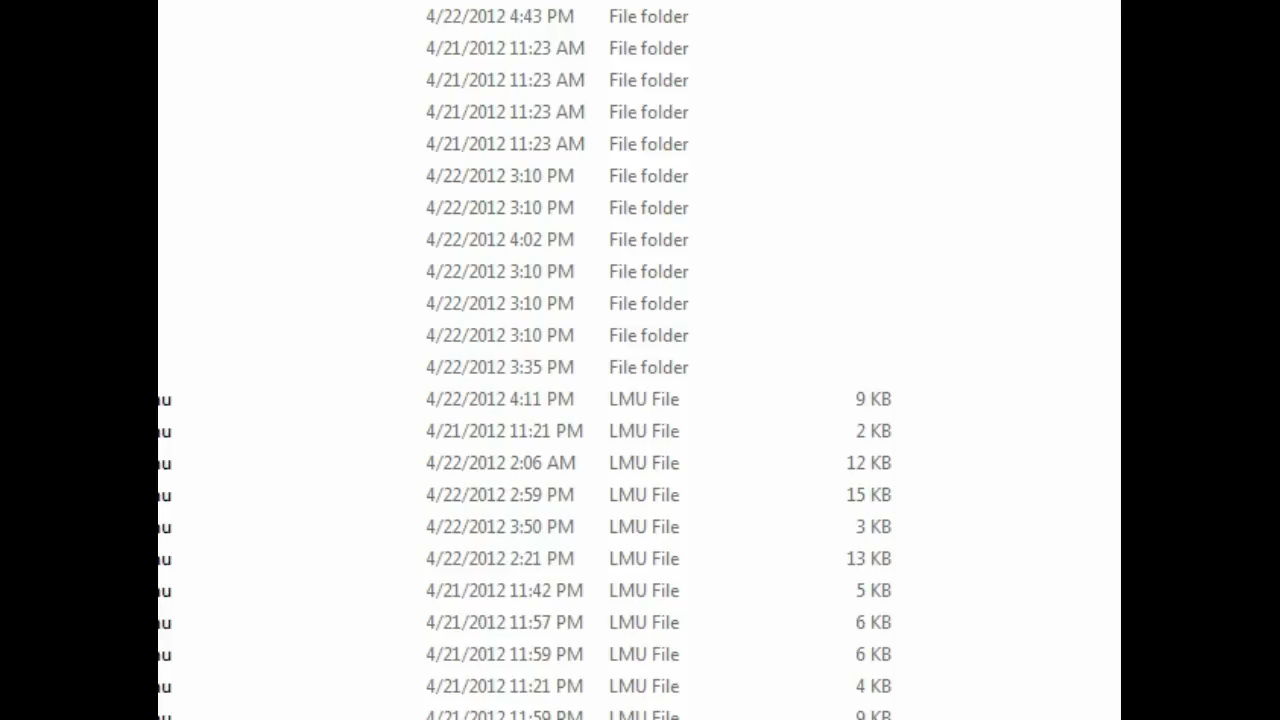 4/22/2012 4:43 PM File folder
4/21/2012 11:23 AM File folder
4/21/2012 11:23 AM File folder
4/21/2012 11:23 AM File folder
4/21/2012 11:23 AM File folder
4/22/2012 3:10 PM File folder
4/22/2012 3:10 PM File folder
4/22/2012 4:02 PM File folder
4/22/2012 3:10 PM File folder
4/22/2012 3:10 PM File folder
4/22/2012 3:10 PM File folder
4/22/2012 3:35 PM File folder
u 4/22/2012 4:11 PM LMU File 9 KB
u 4/21/2012 11:21 PM LMU File 2 KB
u 4/22/2012 2:06 AM LMU File 12 KB
u 4/22/2012 2:59 PM LMU File 15 KB
u 4/22/2012 3:50 PM LMU File 3 KB
u 4/22/2012 2:21 PM LMU File 13 KB
u 4/21/2012 11:42 PM LMU File 5 KB
u 4/21/2012 11:57 PM LMU File 6 KB
u 4/21/2012 11:59 PM LMU File 6 KB
u 4/21/2012 11:21 PM LMU File 4 KB
u 4/21/2012 11:59 PM LMU File 9 KB